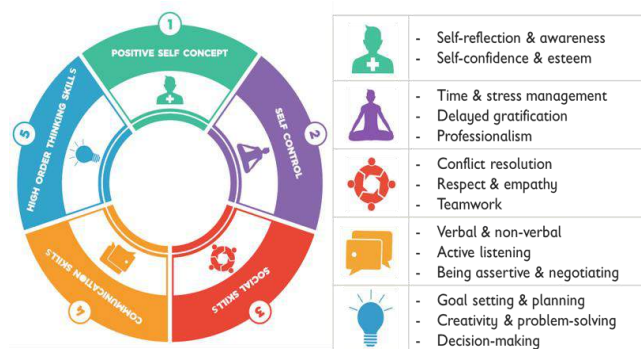 1
POSITIVE SELF CONCEPT
2
SELF CONTROL
3
SOCIAL SKILLS
4
COMMUNICATION SKILLS
5
HIGH ORDER THINKING SKILLS
- Self-reflection & awareness
- Self-confidence & esteem
- Time & stress management
- Delayed gratification
- Professionalism
- Conflict resolution
- Respect & empathy
- Teamwork
- Verbal & non-verbal
- Active listening
- Being assertive & negotiating
- Goal setting & planning
- Creativity & problem-solving
- Decision-making